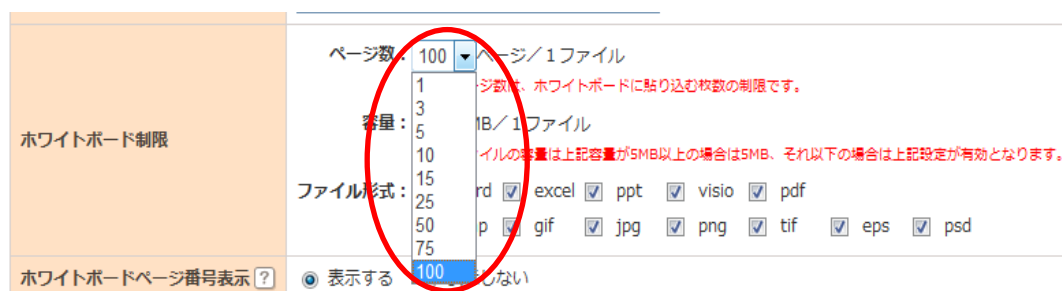 ページ数： 100 ページ／１ファイル
1
ジ数は、ホワイトボードに貼り込む枚数の制限です。
3
容量：
5
MB／１ファイル
ホワイトボード制限
10
イルの容量は上記容量が5MB以上の場合は5MB、それ以下の場合は上記設定が有効となります。
15
ファイル形式：
rd excel ppt visio pdf
25
50
p gif jpg png tif eps psd
75
100
ホワイトボードページ番号表示 ?
表示する
しない